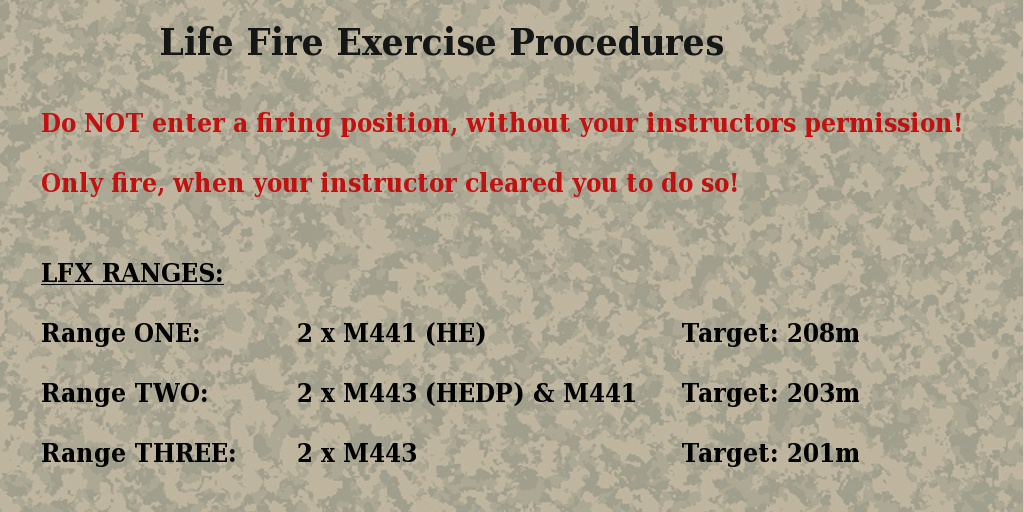 Life Fire Exercise Procedures
Do NOT enter a firing position, without your instructors permission!
Only fire, when your instructor cleared you to do so!
LFX RANGES:
Range ONE: 2 x M441 (HE) Target: 208m
Range TWO: 2 x M443 (HEDP) & M441 Target: 203m
Range THREE: 2 x M443 Target: 201m